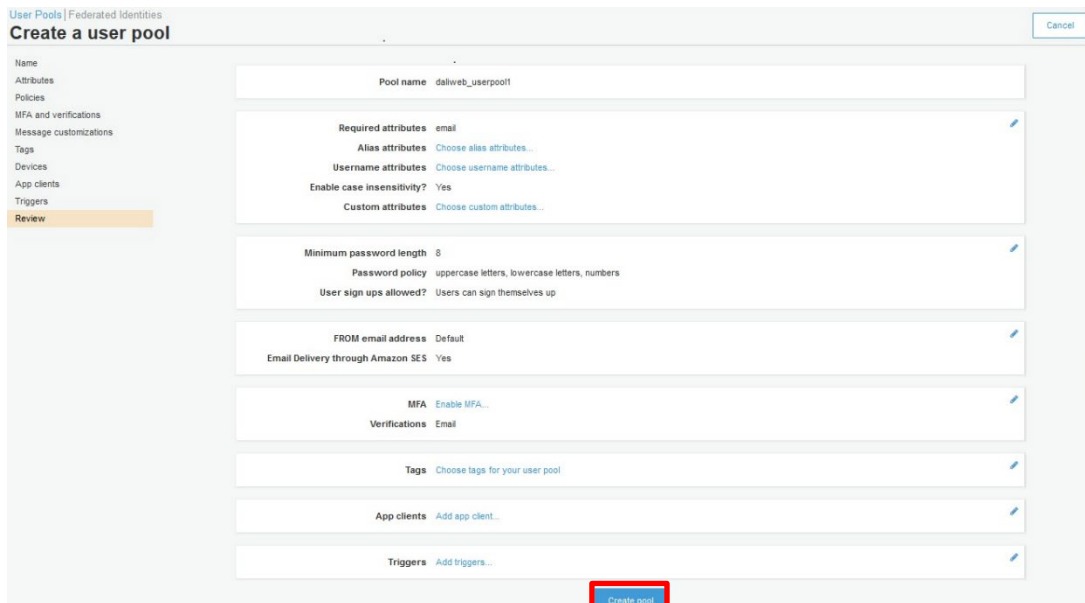 User Pools | Federated Identities
Create a user pool
Cancel
Name
Attributes
Policies
MFA and verifications
Message customizations
Tags
Devices
App clients
Triggers
Review
Pool name daliweb_userpool1
Required attributes email
Alias attributes Choose alias attributes...
Username attributes Choose username attributes...
Enable case insensitivity? Yes
Custom attributes Choose custom attributes...
Minimum password length 8
Password policy uppercase letters, lowercase letters, numbers
User sign ups allowed? Users can sign themselves up
FROM email address Default
Email Delivery through Amazon SES Yes
MFA Enable MFA...
Verifications Email
Tags Choose tags for your user pool
App clients Add app client...
Triggers Add triggers...
Create pool